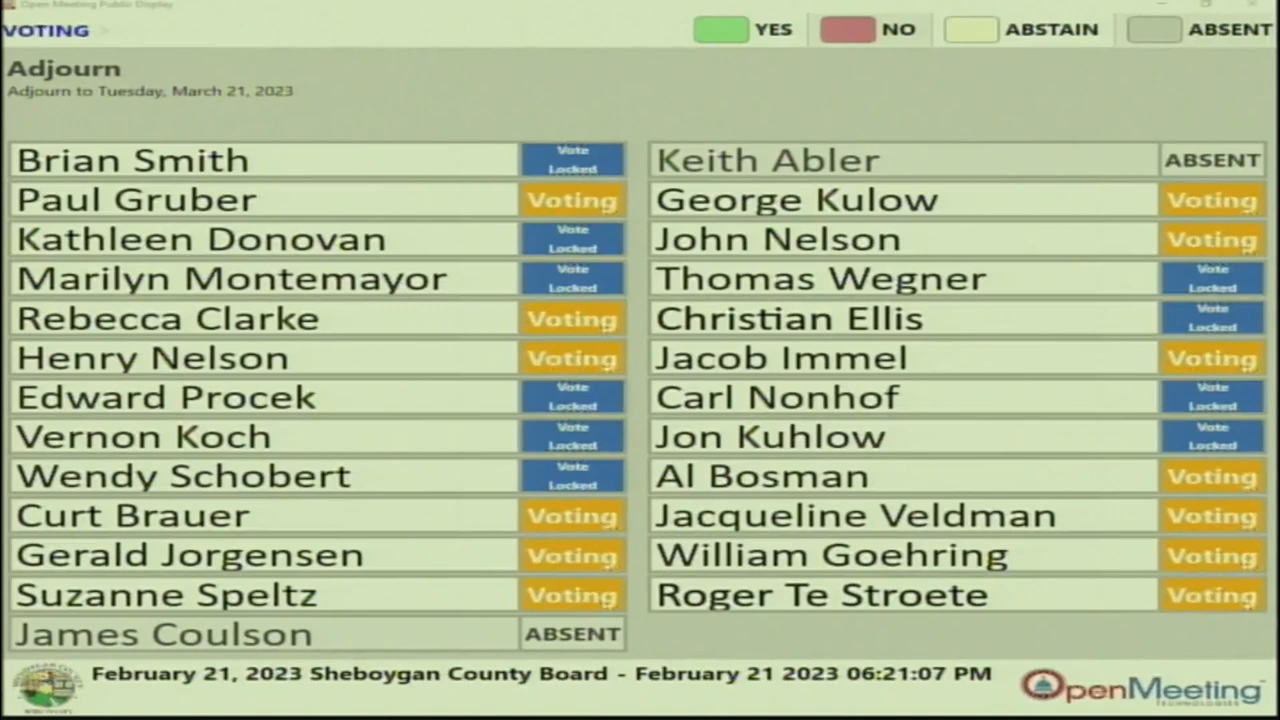 Open Meeting Public Display
VOTING
YES
NO
ABSTAIN
ABSENT
Adjourn
Adjourn to Tuesday, March 21, 2023
Brian Smith Vote Locked
Paul Gruber Voting
Kathleen Donovan Vote Locked
Marilyn Montemayor Vote Locked
Rebecca Clarke Voting
Henry Nelson Voting
Edward Procek Vote Locked
Vernon Koch Vote Locked
Wendy Schobert Vote Locked
Curt Brauer Voting
Gerald Jorgensen Voting
Suzanne Speltz Voting
James Coulson ABSENT
Keith Abler ABSENT
George Kulow Voting
John Nelson Voting
Thomas Wegner Vote Locked
Christian Ellis Vote Locked
Jacob Immel Voting
Carl Nonhof Vote Locked
Jon Kuhlow Vote Locked
Al Bosman Voting
Jacqueline Veldman Voting
William Goehring Voting
Roger Te Stroete Voting
February 21, 2023 Sheboygan County Board - February 21 2023 06:21:07 PM
OpenMeeting
TECHNOLOGIES